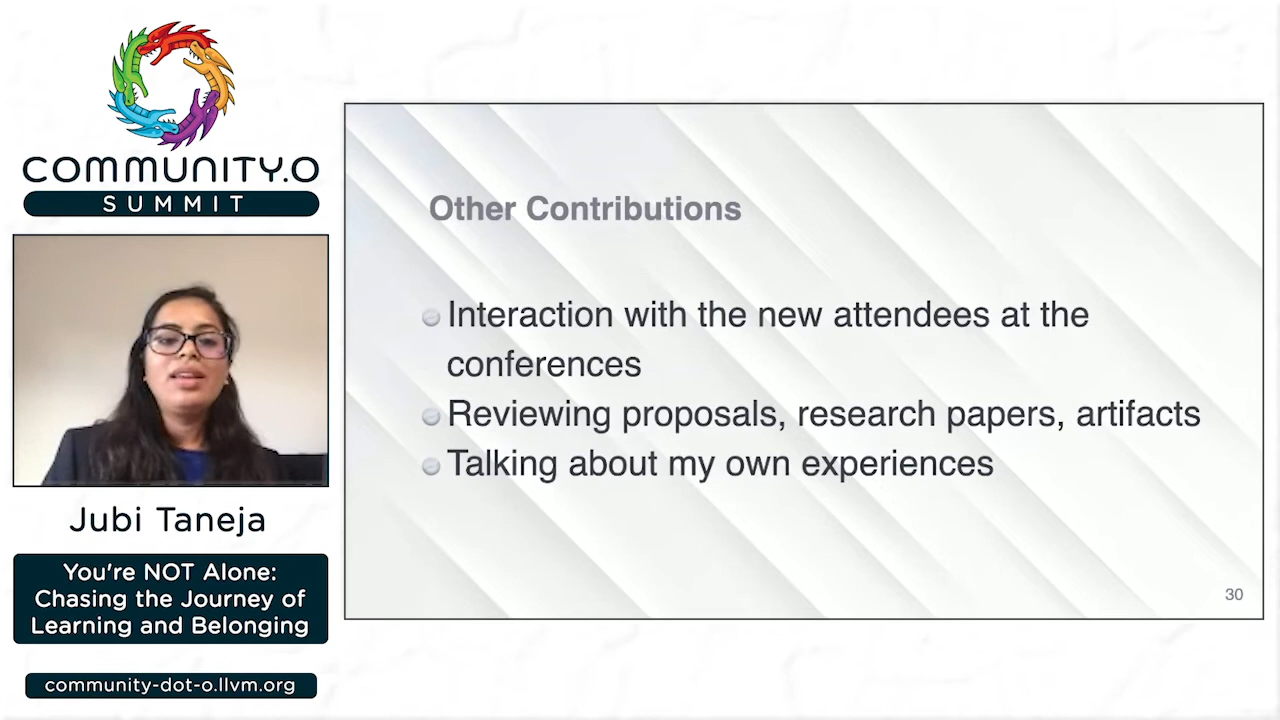 COMMUNITY.O
SUMMIT
Jubi Taneja
You're NOT Alone:
Chasing the Journey of
Learning and Belonging
community-dot-o.llvm.org
Other Contributions
Interaction with the new attendees at the
conferences
Reviewing proposals, research papers, artifacts
Talking about my own experiences
30